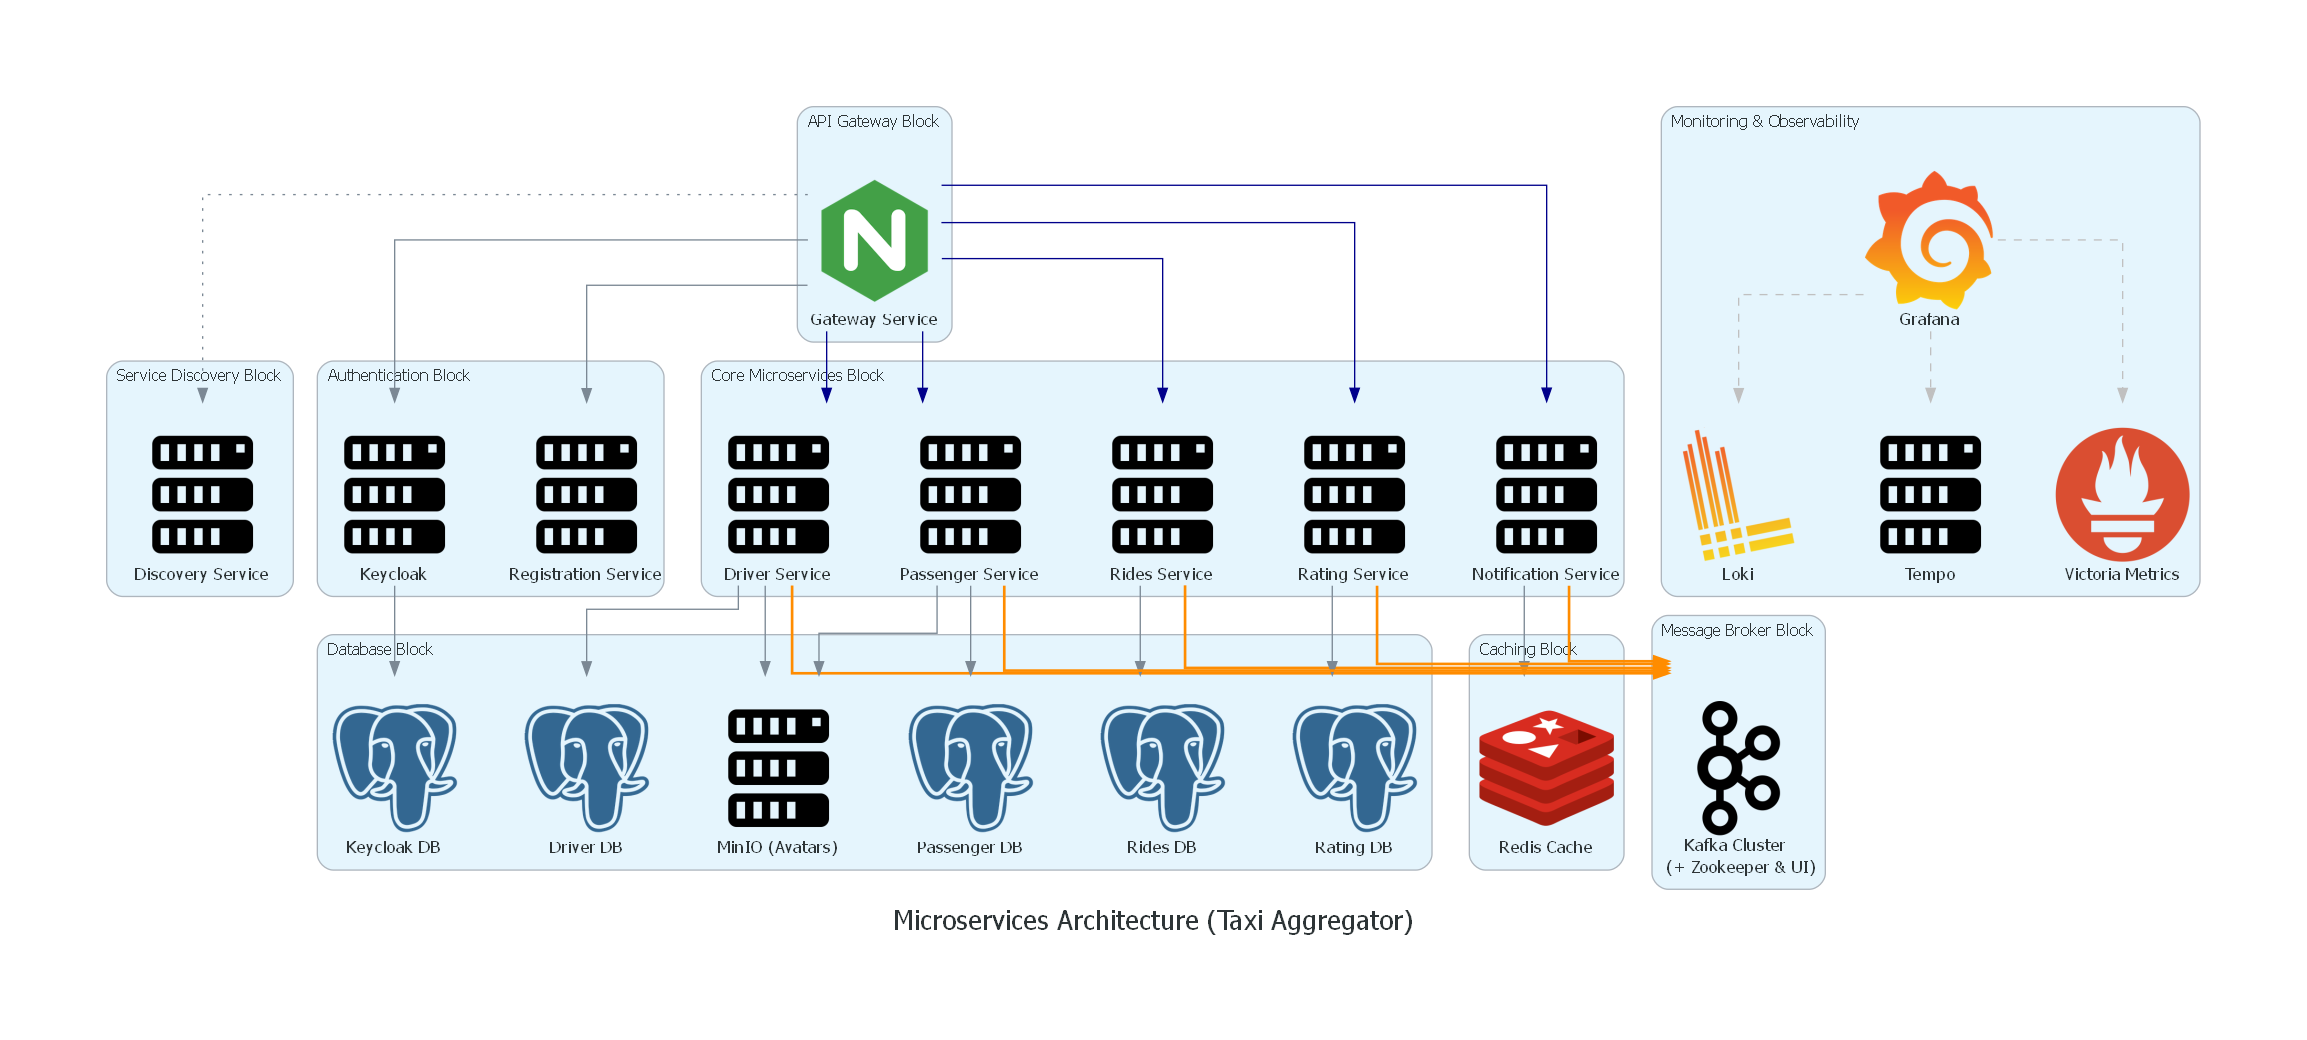 API Gateway Block
Monitoring & Observability
Gateway Service
Grafana
Service Discovery Block
Authentication Block
Core Microservices Block
Discovery Service
Keycloak
Registration Service
Driver Service
Passenger Service
Rides Service
Rating Service
Notification Service
Loki
Tempo
Victoria Metrics
Database Block
Caching Block
Message Broker Block
Keycloak DB
Driver DB
MinIO (Avatars)
Passenger DB
Rides DB
Rating DB
Redis Cache
Kafka Cluster
(+ Zookeeper & UI)
Microservices Architecture (Taxi Aggregator)